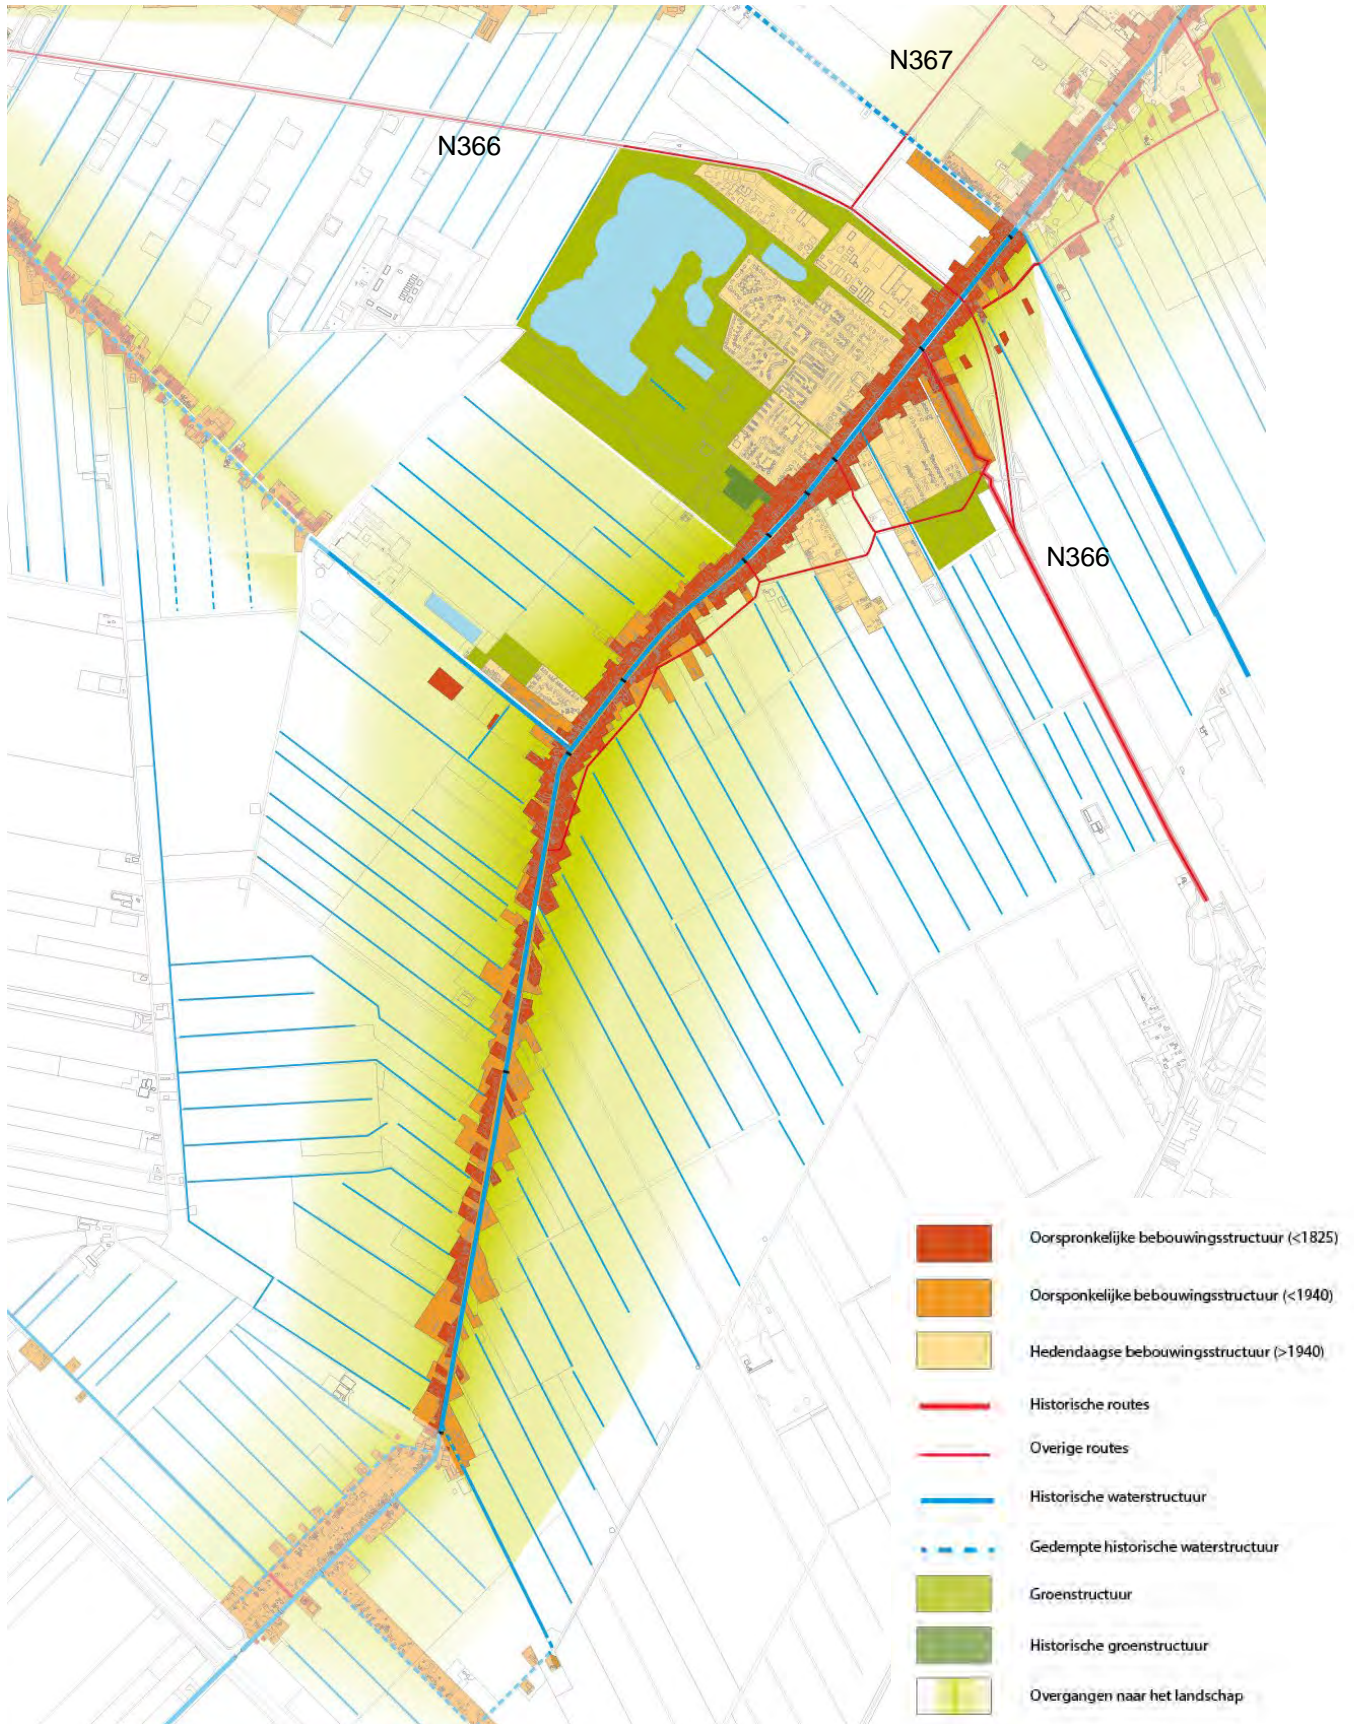 N367
N366
N366
Oorspronkelijke bebouwingsstructuur (<1825)
Oorsponkelijke bebouwingsstructuur (<1940)
Hedendaagse bebouwingsstructuur (>1940)
Historische routes
Overige routes
Historische waterstructuur
Gedempte historische waterstructuur
Groenstructuur
Historische groenstructuur
Overgangen naar het landschap